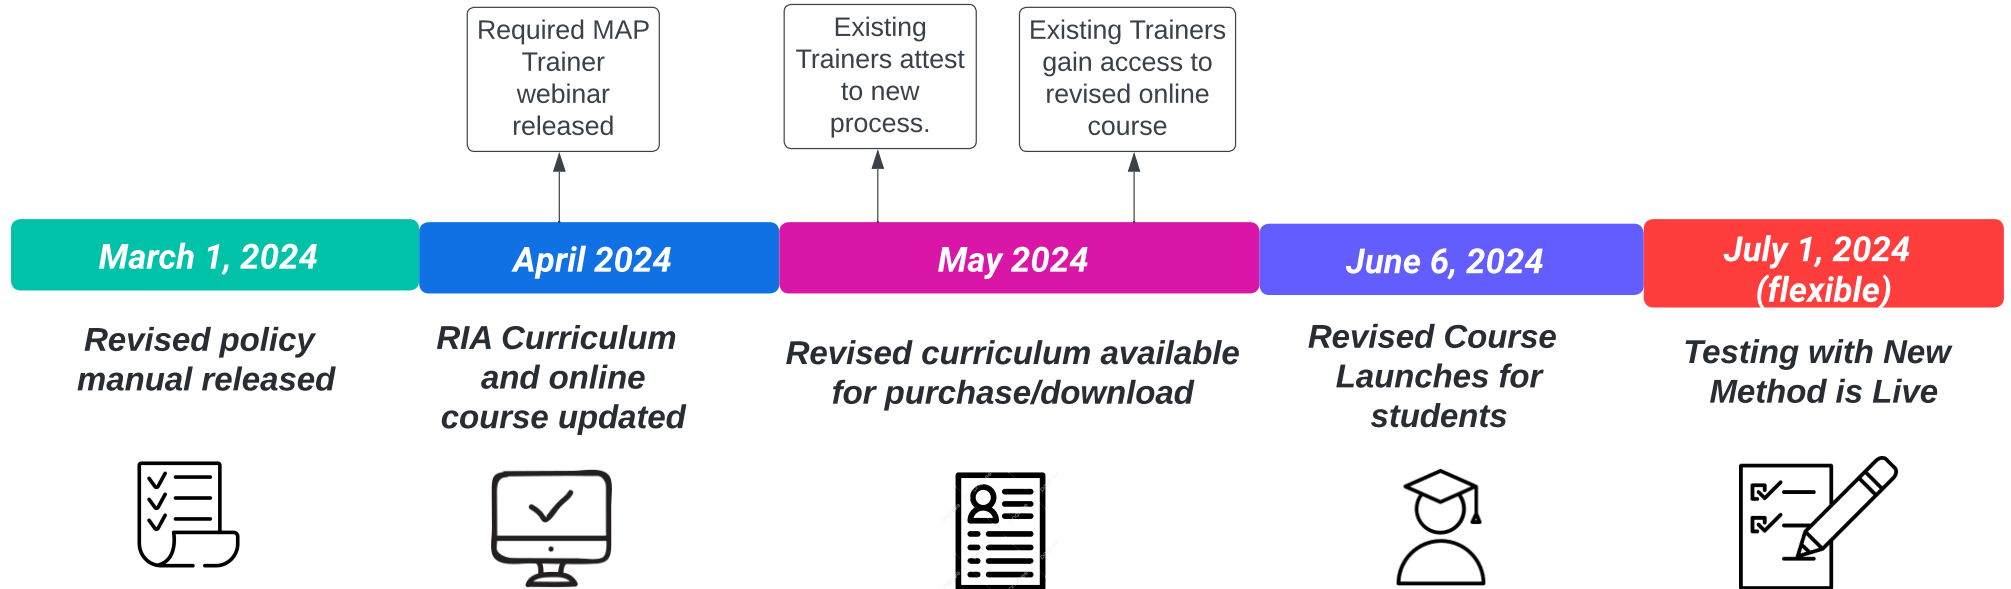 Required MAP
Trainer
webinar
released
Existing
Trainers attest
to new
process.
Existing Trainers
gain access to
revised online
course
March 1, 2024
April 2024
May 2024
June 6, 2024
July 1, 2024
(flexible)
Revised policy
manual released
RIA Curriculum
and online
course updated
Revised curriculum available
for purchase/download
Revised Course
Launches for
students
Testing with New
Method is Live